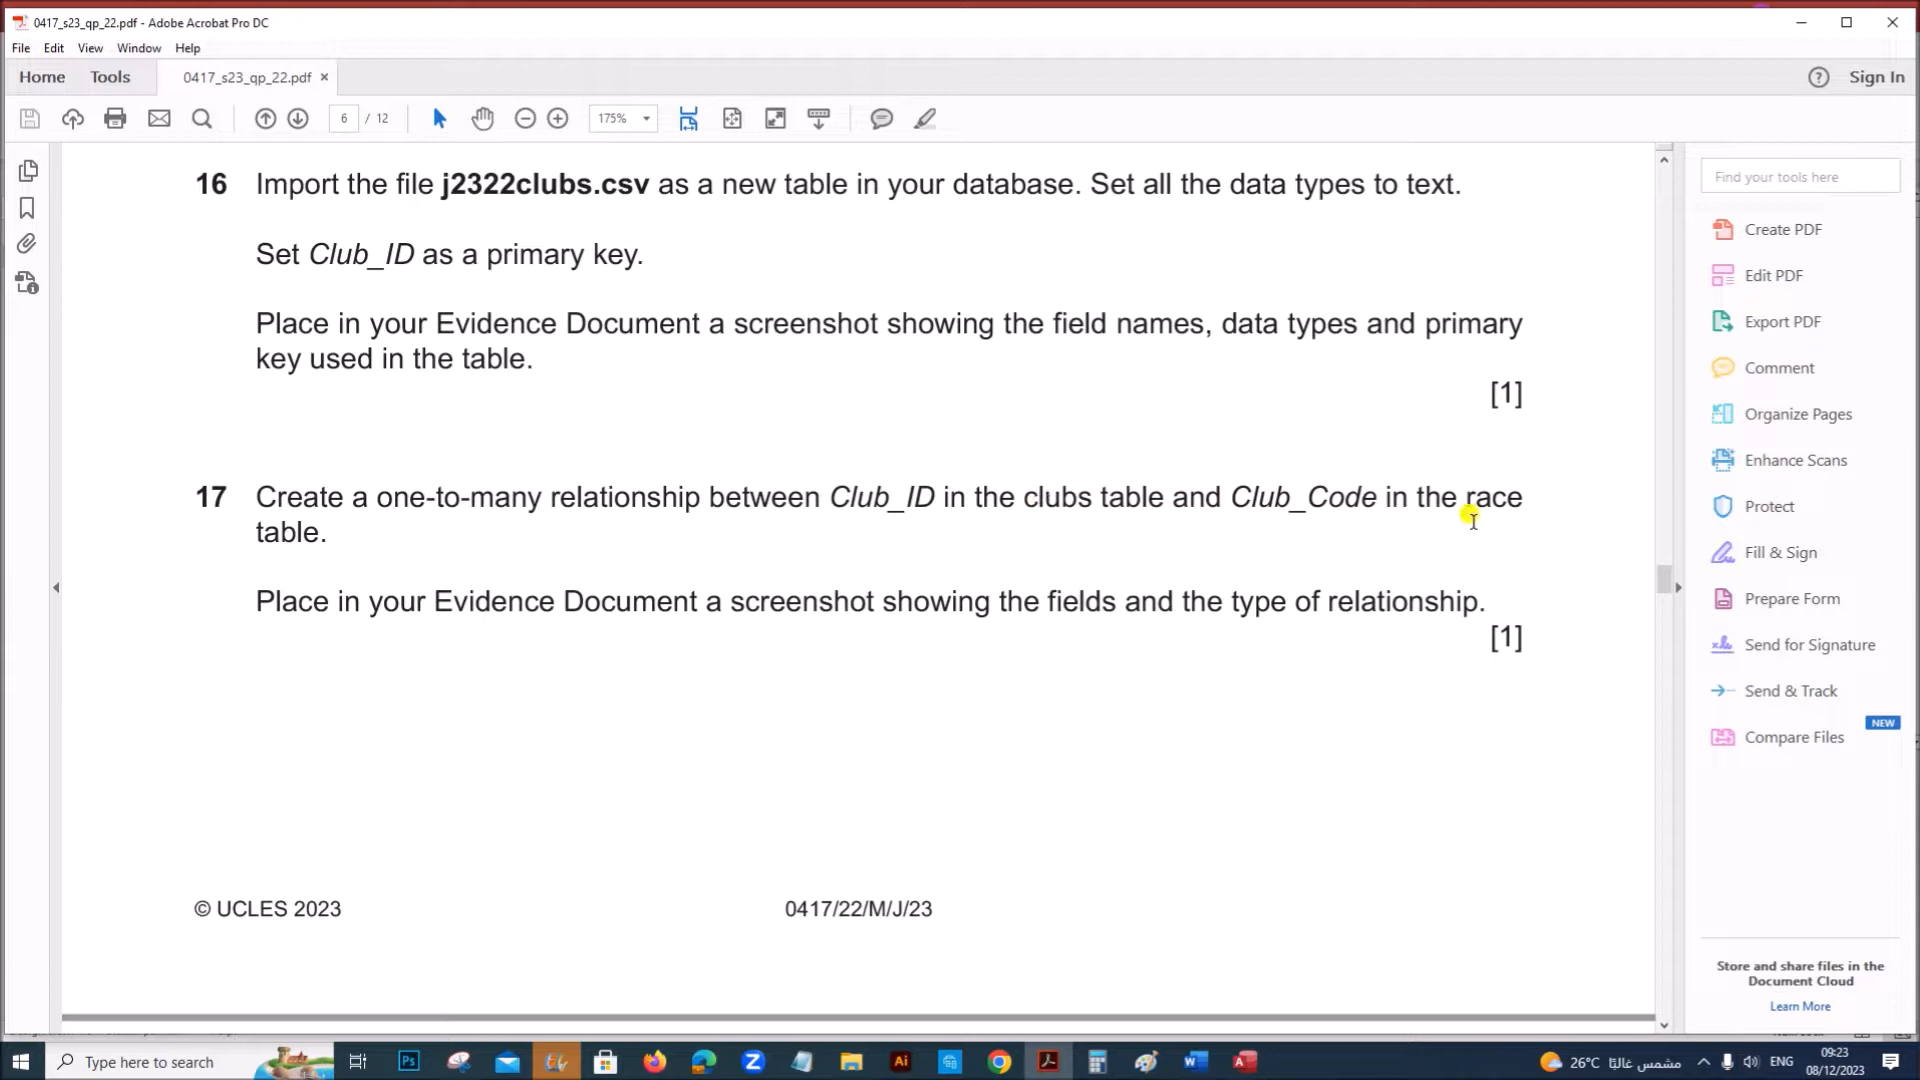 0417_s23_qp_22.pdf - Adobe Acrobat Pro DC
File Edit View Window Help
Home Tools 0417_s23_qp_22.pdf × Sign In
6 / 12 175%
16 Import the file j2322clubs.csv as a new table in your database. Set all the data types to text.
Set Club_ID as a primary key.
Place in your Evidence Document a screenshot showing the field names, data types and primary
key used in the table.
[1]
17 Create a one-to-many relationship between Club_ID in the clubs table and Club_Code in the race
table.
Place in your Evidence Document a screenshot showing the fields and the type of relationship.
[1]
© UCLES 2023 0417/22/M/J/23
Find your tools here
Create PDF
Edit PDF
Export PDF
Comment
Organize Pages
Enhance Scans
Protect
Fill & Sign
Prepare Form
Send for Signature
Send & Track
NEW
Compare Files
Store and share files in the
Document Cloud
Learn More
Type here to search
Ps
Ai
26°C مشمس غالبًا
ENG
09:23
08/12/2023